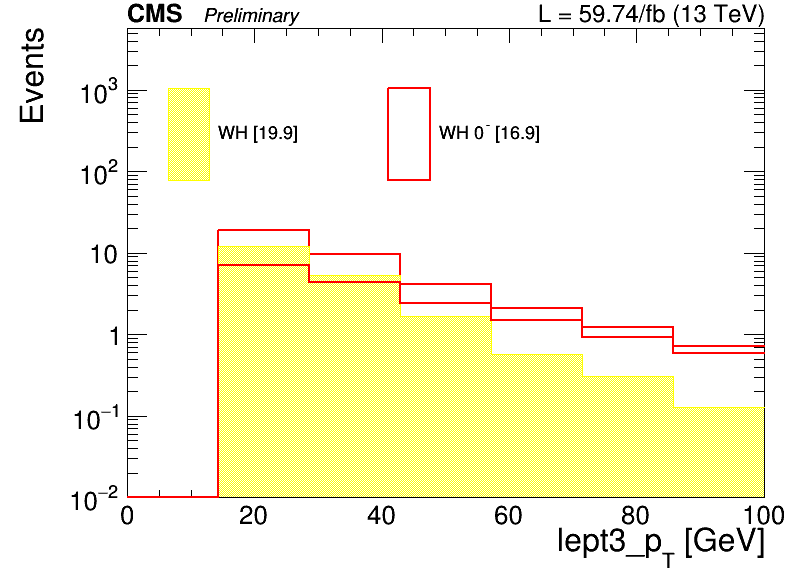 CMS Preliminary L = 59.74/fb (13 TeV)
Events
10³
WH [19.9] WH 0⁻ [16.9]
10²
10
1
10⁻¹
10⁻²
0 20 40 60 80 100
lept3_p_T [GeV]